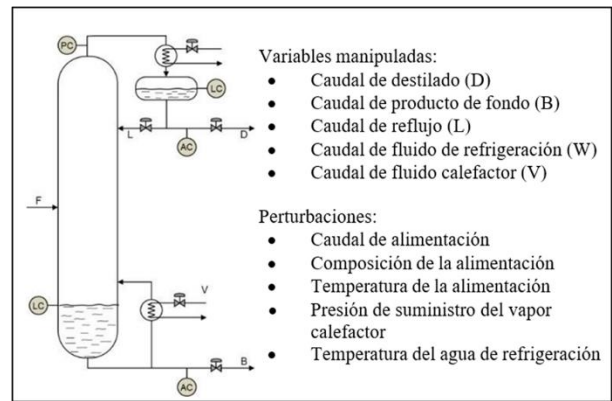 PC
LC
L
D
AC
F
V
LC
B
AC
Variables manipuladas:
• Caudal de destilado (D)
• Caudal de producto de fondo (B)
• Caudal de reflujo (L)
• Caudal de fluido de refrigeración (W)
• Caudal de fluido calefactor (V)
Perturbaciones:
• Caudal de alimentación
• Composición de la alimentación
• Temperatura de la alimentación
• Presión de suministro del vapor
calefactor
• Temperatura del agua de refrigeración